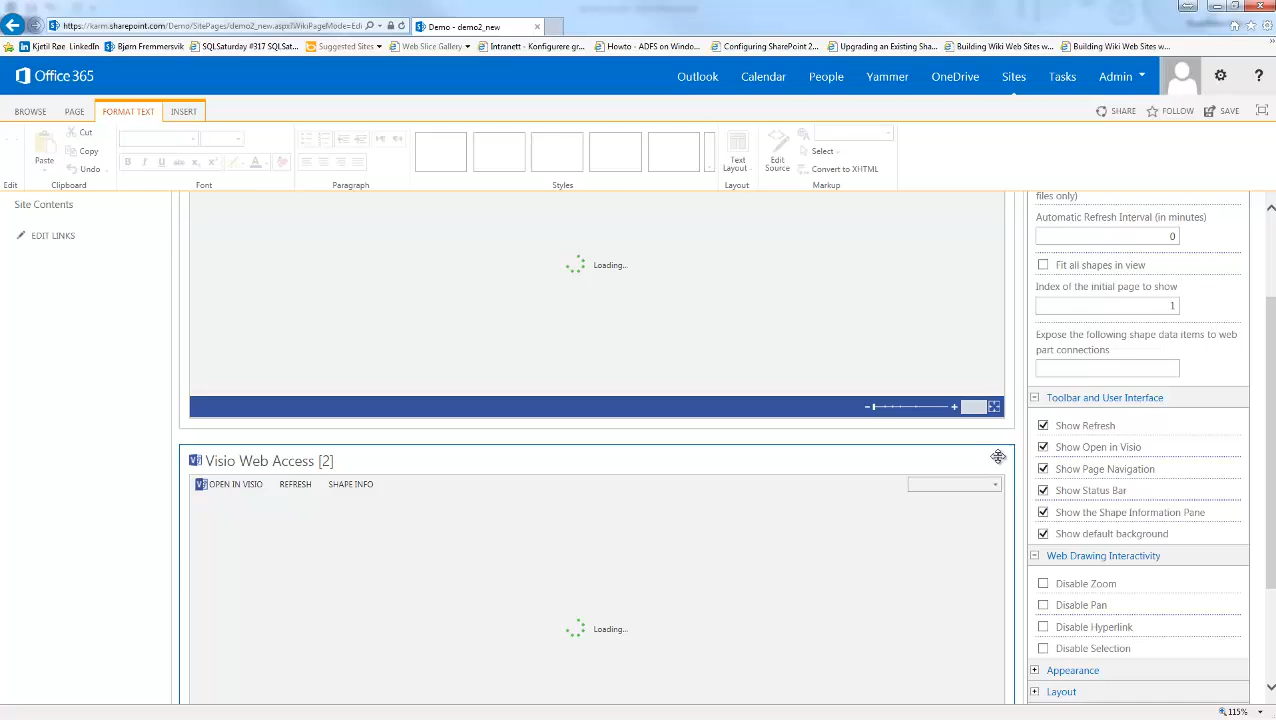 https://karm.sharepoint.com/Demo/SitePages/demo2_new.aspx?WikiPageMode=Edi
Demo - demo2_new
Kjetil Røe LinkedIn
Bjørn Fremmersvik
SQLSaturday #317 SQLSat...
Suggested Sites
Web Slice Gallery
Intranett - Konfigurerer gr...
Howto - ADFS on Windo...
Configuring SharePoint 2...
Upgrading an Existing Sha...
Building Wiki Web Sites w...
Building Wiki Web Sites w...
Office 365
Outlook
Calendar
People
Yammer
OneDrive
Sites
Tasks
Admin
?
BROWSE
PAGE
FORMAT TEXT
INSERT
SHARE
FOLLOW
SAVE
Edit
Paste
Cut
Copy
Undo
Clipboard
B I U abc x₂ x² A
Font
Paragraph
Styles
Text Layout
Layout
Edit Source
Select
Convert to XHTML
Markup
Site Contents
EDIT LINKS
Loading...
Visio Web Access [2]
OPEN IN VISIO
REFRESH
SHAPE INFO
Loading...
files only)
Automatic Refresh Interval (in minutes)
0
Fit all shapes in view
Index of the initial page to show
1
Expose the following shape data items to web
part connections
Toolbar and User Interface
Show Refresh
Show Open in Visio
Show Page Navigation
Show Status Bar
Show the Shape Information Pane
Show default background
Web Drawing Interactivity
Disable Zoom
Disable Pan
Disable Hyperlink
Disable Selection
Appearance
Layout
115%